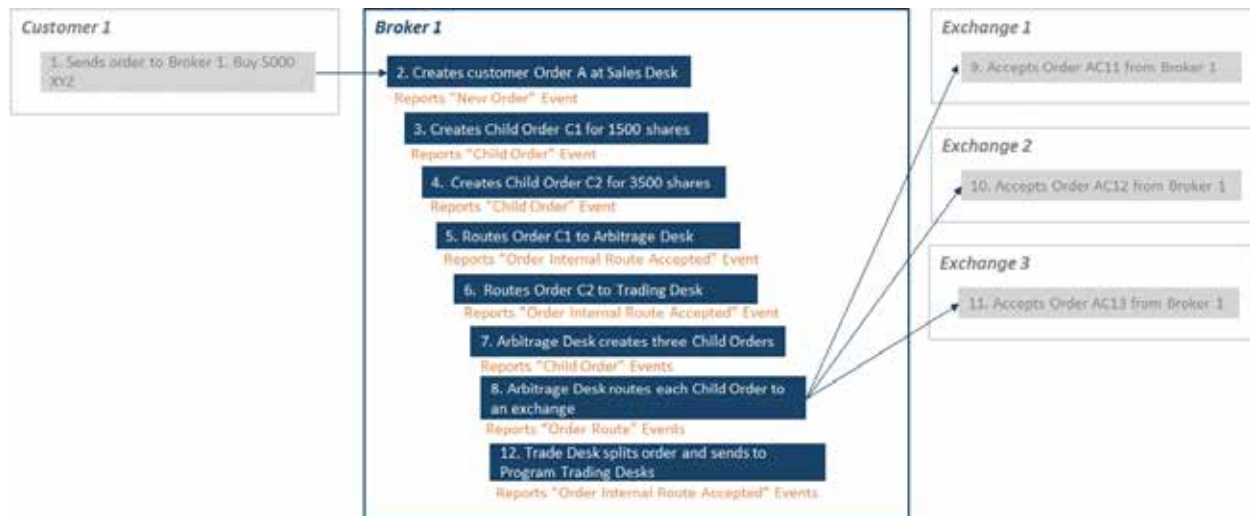 Customer 1
1. Sends order to Broker 1. Buy 5000
XYZ
Broker 1
2. Creates customer Order A at Sales Desk
Reports "New Order" Event
3. Creates Child Order C1 for 1500 shares
Reports "Child Order" Event
4. Creates Child Order C2 for 3500 shares
Reports "Child Order" Event
5. Routes Order C1 to Arbitrage Desk
Reports "Order Internal Route Accepted" Event
6. Routes Order C2 to Trading Desk
Reports "Order Internal Route Accepted" Event
7. Arbitrage Desk creates three Child Orders
Reports "Child Order" Events
8. Arbitrage Desk routes each Child Order to
an exchange
Reports "Order Route" Events
12. Trade Desk splits order and sends to
Program Trading Desks
Reports "Order Internal Route Accepted" Events
Exchange 1
9. Accepts Order AC11 from Broker 1
Exchange 2
10. Accepts Order AC12 from Broker 1
Exchange 3
11. Accepts Order AC13 from Broker 1